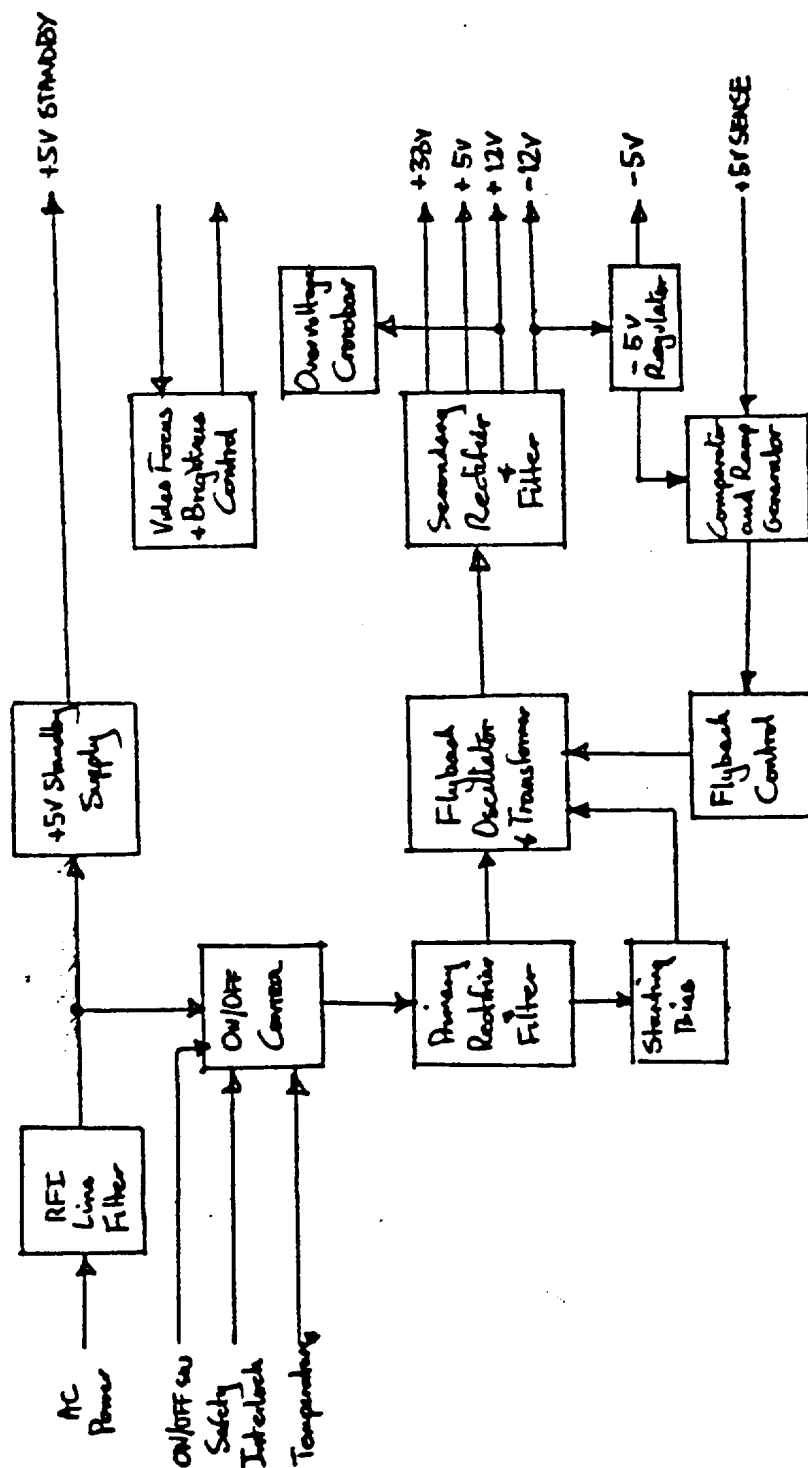 AC
Power
RFI
Line
Filter
+5V Standby
Supply
+5V STANDBY
ON/OFF SW
Safety
Interlock
Temperature
ON/OFF
CONTROL
Video Focus
+ Brightness
Control
Overvoltage
Crowbar
Primary
Rectifier
&
Filter
Flyback
Oscillator
& Transformer
Secondary
Rectifier
&
Filter
+38V
+5V
+12V
-12V
Starting
Bias
-5V
Regulator
-5V
Flyback
Control
Comparator
and Ramp
Generator
+5V SENSE